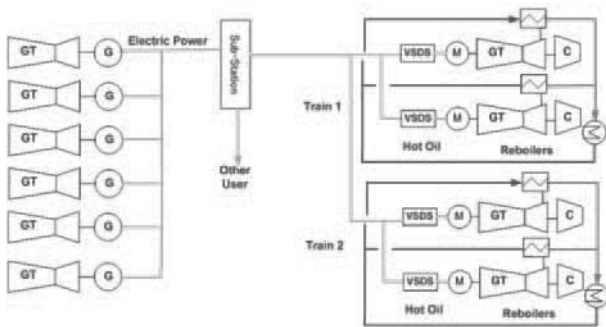 GT G
Electric Power
GT G
GT G
GT G
GT G
GT G
Sub-Station
Other
User
Train 1
VSDS M GT C
VSDS M GT C
Hot Oil Reboilers
Train 2
VSDS M GT C
VSDS M GT C
Hot Oil Reboilers